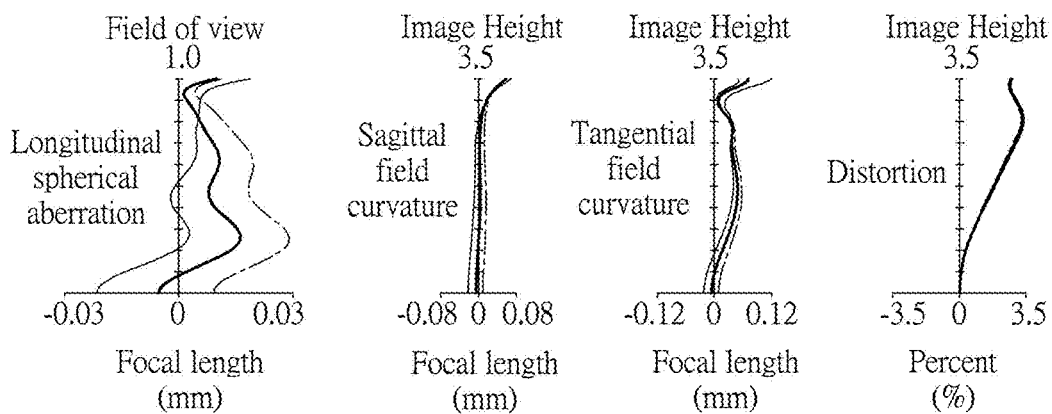 Field of view
1.0
Longitudinal
spherical
aberration
-0.03 0 0.03
Focal length
(mm)
Image Height
3.5
Sagittal
field
curvature
-0.08 0 0.08
Focal length
(mm)
Image Height
3.5
Tangential
field
curvature
-0.12 0 0.12
Focal length
(mm)
Image Height
3.5
Distortion
-3.5 0 3.5
Percent
(%)